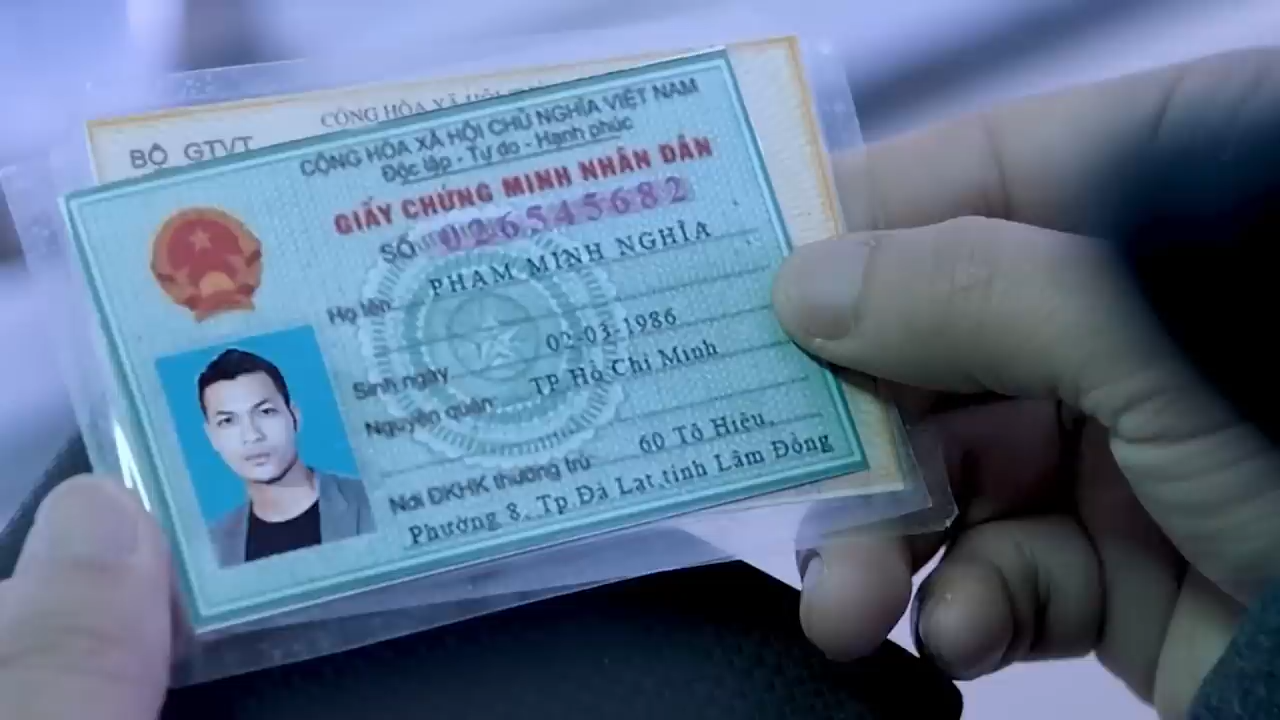 CỘNG HÒA XÃ HỘI
BỘ GTVT
CỘNG HÒA XÃ HỘI CHỦ NGHĨA VIỆT NAM
Độc lập - Tự do - Hạnh phúc
GIẤY CHỨNG MINH NHÂN DÂN
SỐ 026545682
Họ tên PHẠM MINH NGHĨA
Sinh ngày 02-03-1986
Nguyên quán: TP Hồ Chí Minh
Nơi ĐKHK thường trú: 60 Tô Hiệu,
Phường 8, Tp Đà Lạt, tỉnh Lâm Đồng